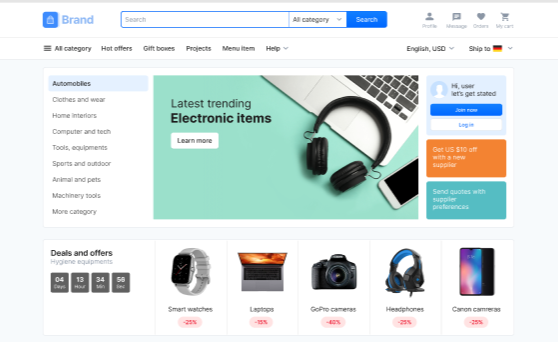 Brand
Search
All category
Search
Profile
Message
Orders
My cart
All category
Hot offers
Gift boxes
Projects
Menu item
Help
English, USD
Ship to
Automobiles
Clothes and wear
Home interiors
Computer and tech
Tools, equipments
Sports and outdoor
Animal and pets
Machinery tools
More category
Latest trending
Electronic items
Learn more
Hi, user
let's get stated
Join now
Log in
Get US $10 off
with a new
supplier
Send quotes with
supplier
preferences
Deals and offers
Hygiene equipments
04
Days
13
Hour
34
Min
56
Sec
Smart watches
-25%
Laptops
-15%
GoPro cameras
-40%
Headphones
-25%
Canon camreras
-25%